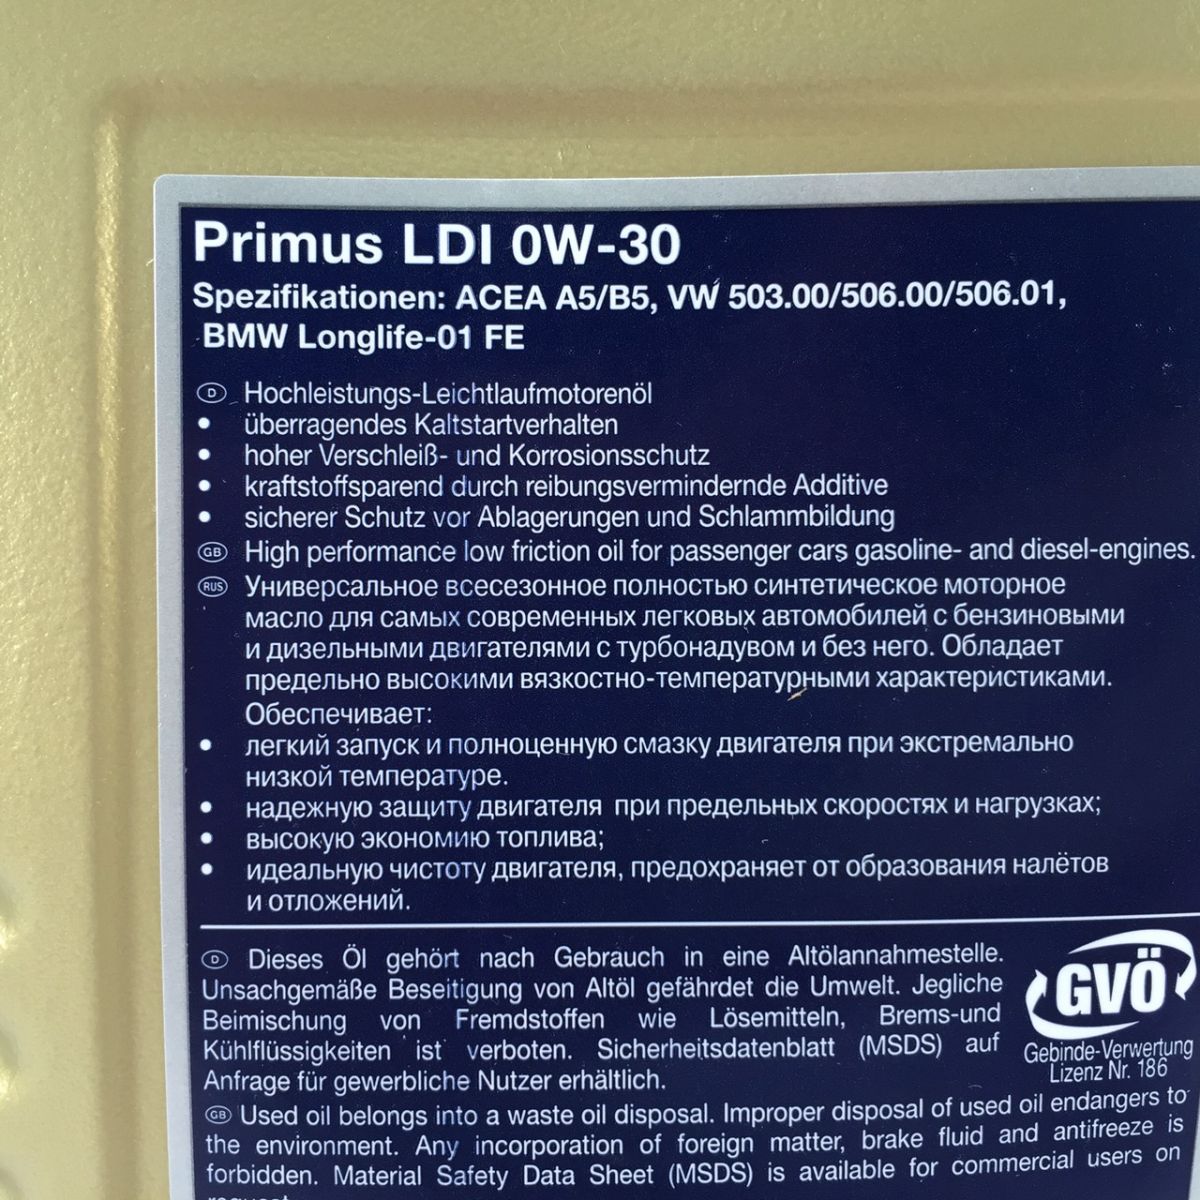 Primus LDI 0W-30
Spezifikationen: ACEA A5/B5, VW 503.00/506.00/506.01,
BMW Longlife-01 FE
D Hochleistungs-Leichtlaufmotorenöl
• überragendes Kaltstartverhalten
• hoher Verschleiß- und Korrosionsschutz
• kraftstoffsparend durch reibungsvermindernde Additive
• sicherer Schutz vor Ablagerungen und Schlammbildung
GB High performance low friction oil for passenger cars gasoline- and diesel-engines.
RUS Универсальное всесезонное полностью синтетическое моторное
масло для самых современных легковых автомобилей с бензиновыми
и дизельными двигателями с турбонадувом и без него. Обладает
предельно высокими вязкостно-температурными характеристиками.
Обеспечивает:
• легкий запуск и полноценную смазку двигателя при экстремально
низкой температуре.
• надежную защиту двигателя при предельных скоростях и нагрузках;
• высокую экономию топлива;
• идеальную чистоту двигателя, предохраняет от образования налётов
и отложений.
D Dieses Öl gehört nach Gebrauch in eine Altölannahmestelle.
Unsachgemäße Beseitigung von Altöl gefährdet die Umwelt. Jegliche
Beimischung von Fremdstoffen wie Lösemitteln, Brems-und
Kühlflüssigkeiten ist verboten. Sicherheitsdatenblatt (MSDS) auf
Anfrage für gewerbliche Nutzer erhältlich.
GVÖ
Gebinde-Verwertung
Lizenz Nr. 186
GB Used oil belongs into a waste oil disposal. Improper disposal of used oil endangers to
the environment. Any incorporation of foreign matter, brake fluid and antifreeze is
forbidden. Material Safety Data Sheet (MSDS) is available for commercial users on